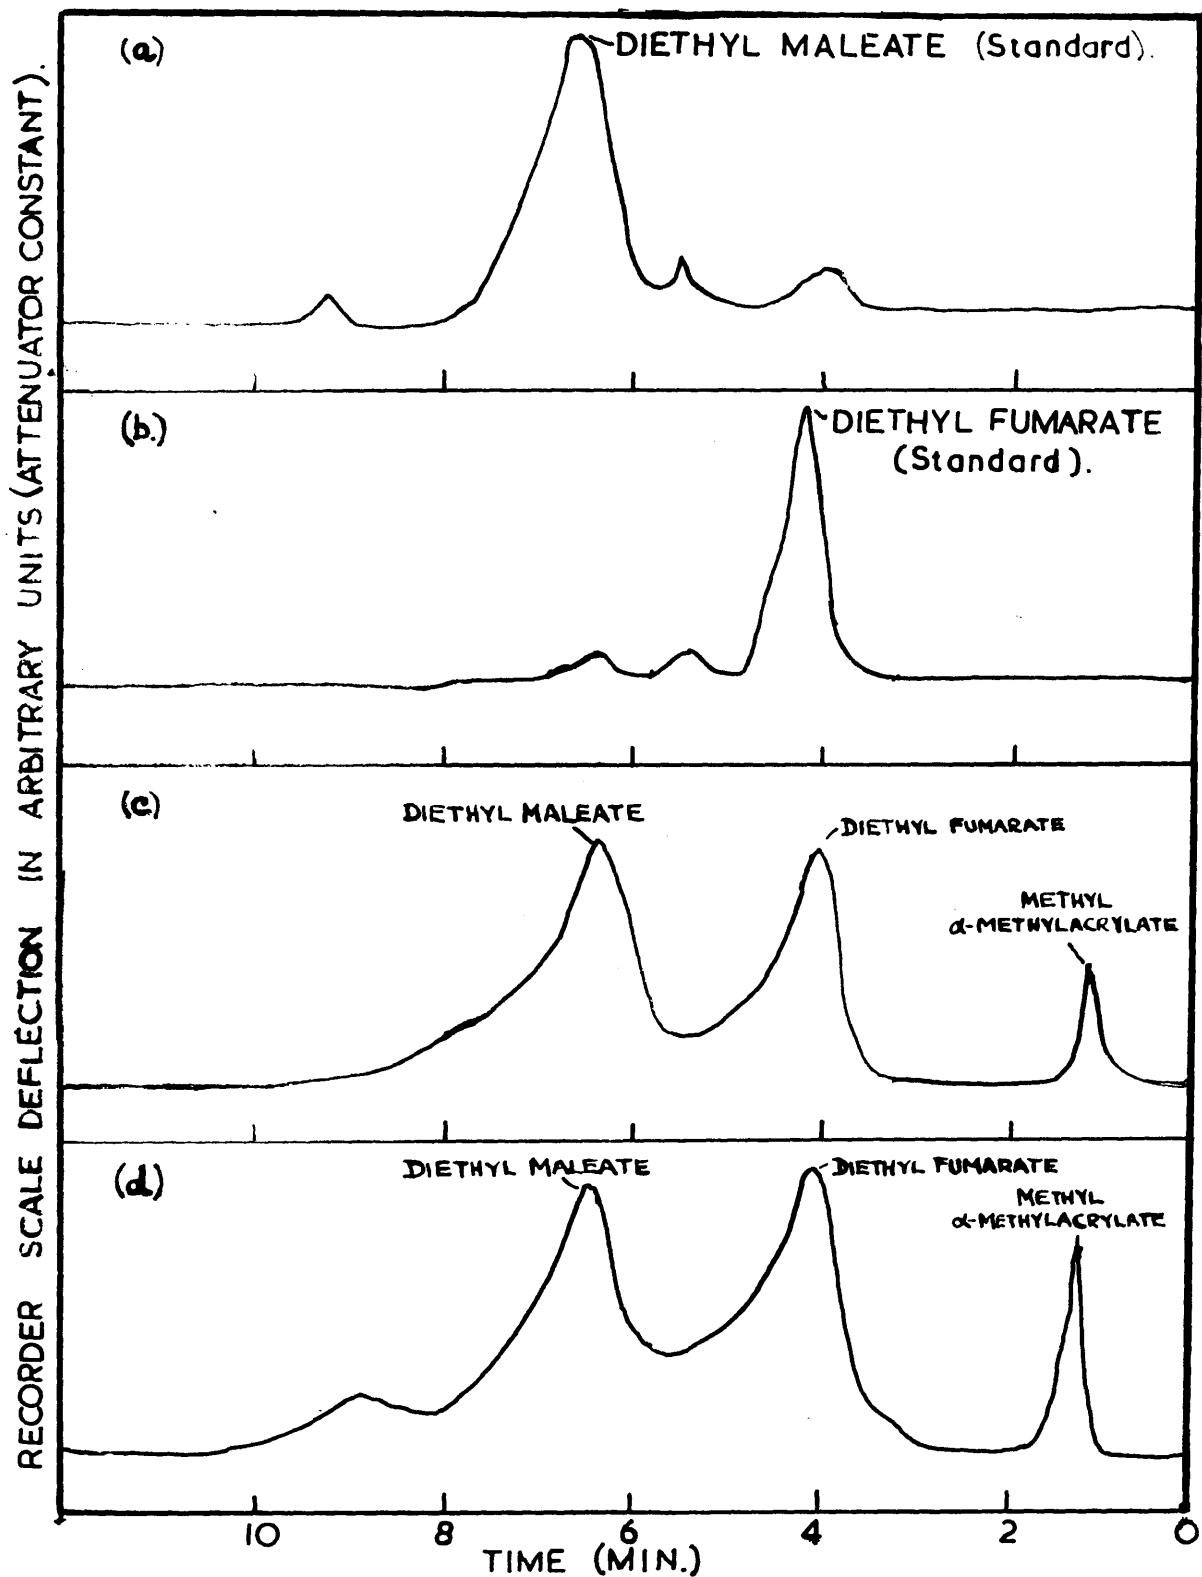 RECORDER SCALE DEFLECTION IN ARBITRARY UNITS (ATTENUATOR CONSTANT).
(a)
DIETHYL MALEATE (Standard).
(b.)
DIETHYL FUMARATE
(Standard).
(c.)
DIETHYL MALEATE
DIETHYL FUMARATE
METHYL
α-METHYLACRYLATE
(d.)
DIETHYL MALEATE
DIETHYL FUMARATE
METHYL
α-METHYLACRYLATE
10 8 6 4 2 0
TIME (MIN.)